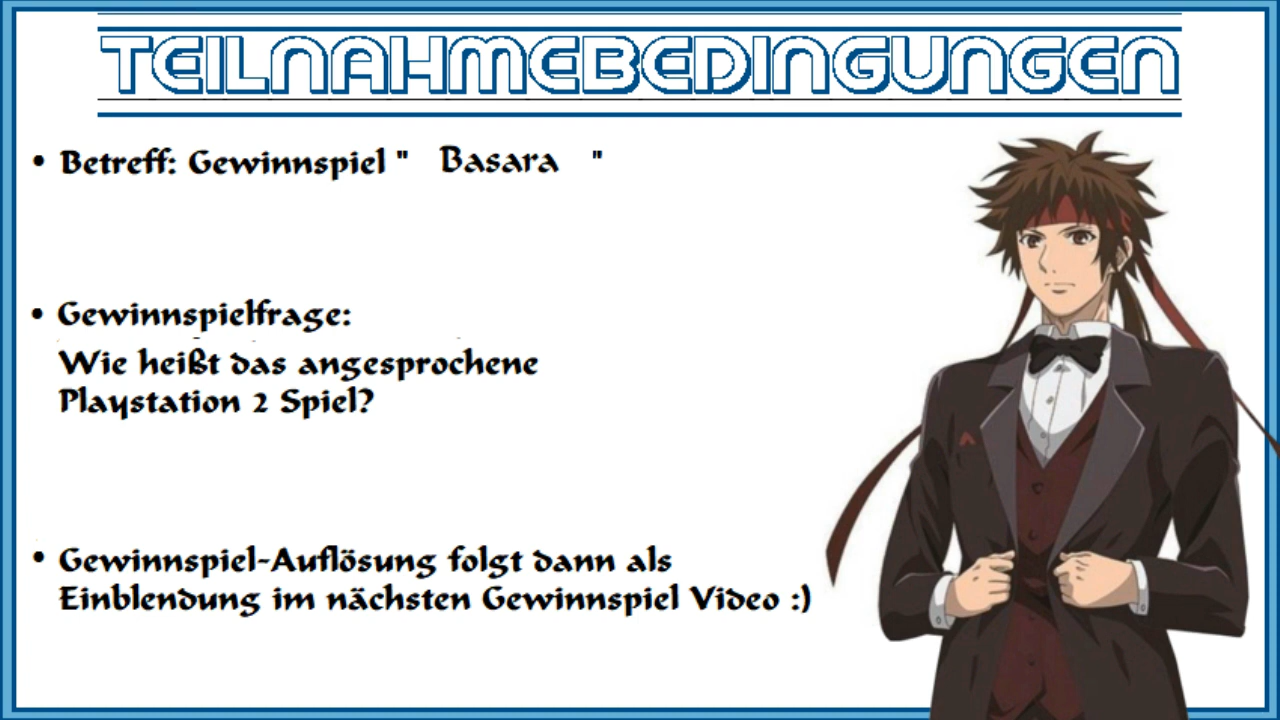 TEILNAHMEBEDINGUNGEN
• Betreff: Gewinnspiel " Basara "
• Gewinnspielfrage:
Wie heißt das angesprochene
Playstation 2 Spiel?
• Gewinnspiel-Auflösung folgt dann als
Einblendung im nächsten Gewinnspiel Video :)